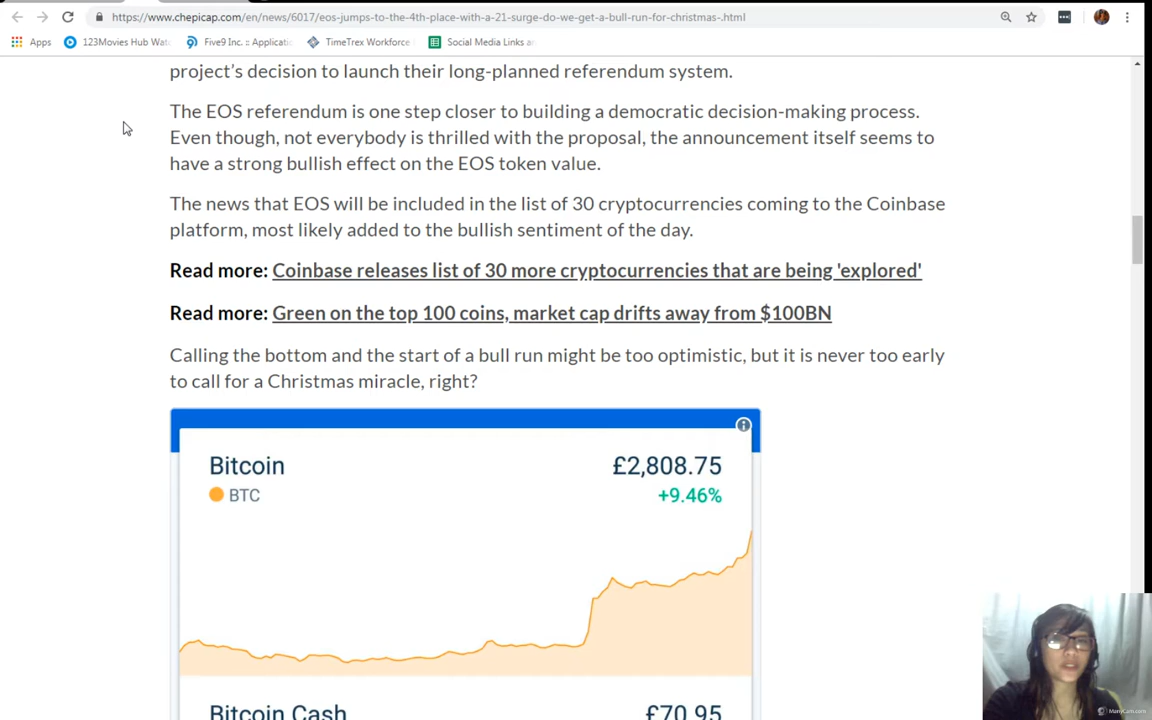 https://www.chepicap.com/en/news/6017/eos-jumps-to-the-4th-place-with-a-21-surge-do-we-get-a-bull-run-for-christmas-.html
Apps 123Movies Hub Watc Five9 Inc. :: Applicati TimeTrex Workforce Social Media Links an
project's decision to launch their long-planned referendum system.
The EOS referendum is one step closer to building a democratic decision-making process.
Even though, not everybody is thrilled with the proposal, the announcement itself seems to
have a strong bullish effect on the EOS token value.
The news that EOS will be included in the list of 30 cryptocurrencies coming to the Coinbase
platform, most likely added to the bullish sentiment of the day.
Read more: Coinbase releases list of 30 more cryptocurrencies that are being 'explored'
Read more: Green on the top 100 coins, market cap drifts away from $100BN
Calling the bottom and the start of a bull run might be too optimistic, but it is never too early
to call for a Christmas miracle, right?
Bitcoin £2,808.75
BTC +9.46%
Bitcoin Cash £70.95
ManyCam.com